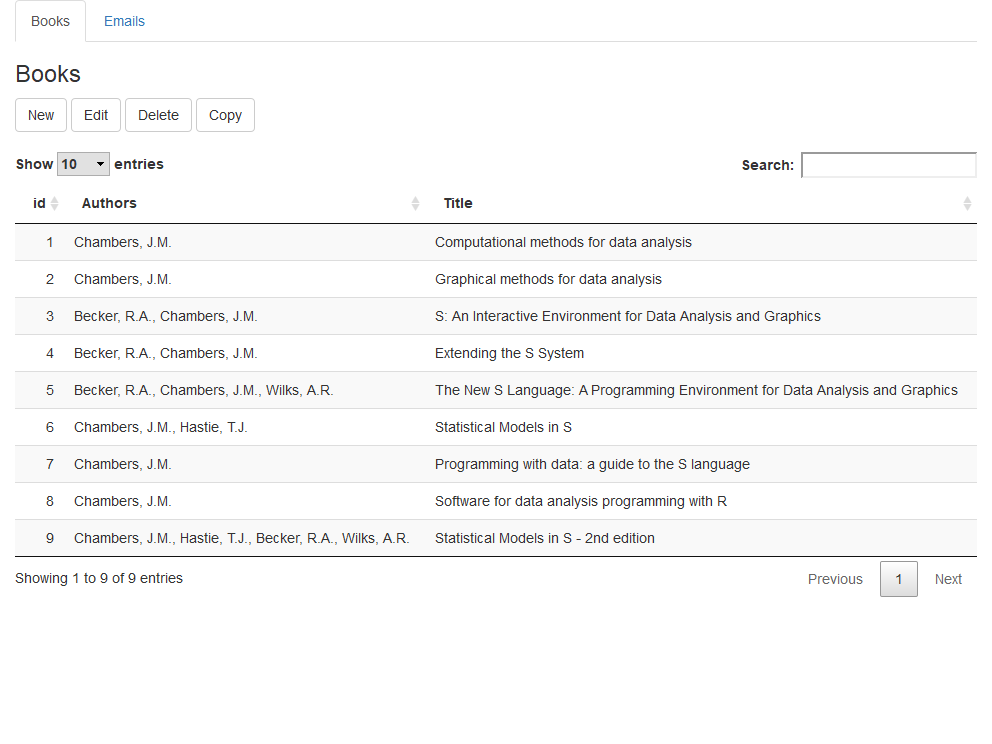 Books Emails
Books
New Edit Delete Copy
Show 10 entries Search:
id Authors Title
1 Chambers, J.M. Computational methods for data analysis
2 Chambers, J.M. Graphical methods for data analysis
3 Becker, R.A., Chambers, J.M. S: An Interactive Environment for Data Analysis and Graphics
4 Becker, R.A., Chambers, J.M. Extending the S System
5 Becker, R.A., Chambers, J.M., Wilks, A.R. The New S Language: A Programming Environment for Data Analysis and Graphics
6 Chambers, J.M., Hastie, T.J. Statistical Models in S
7 Chambers, J.M. Programming with data: a guide to the S language
8 Chambers, J.M. Software for data analysis programming with R
9 Chambers, J.M., Hastie, T.J., Becker, R.A., Wilks, A.R. Statistical Models in S - 2nd edition
Showing 1 to 9 of 9 entries Previous 1 Next